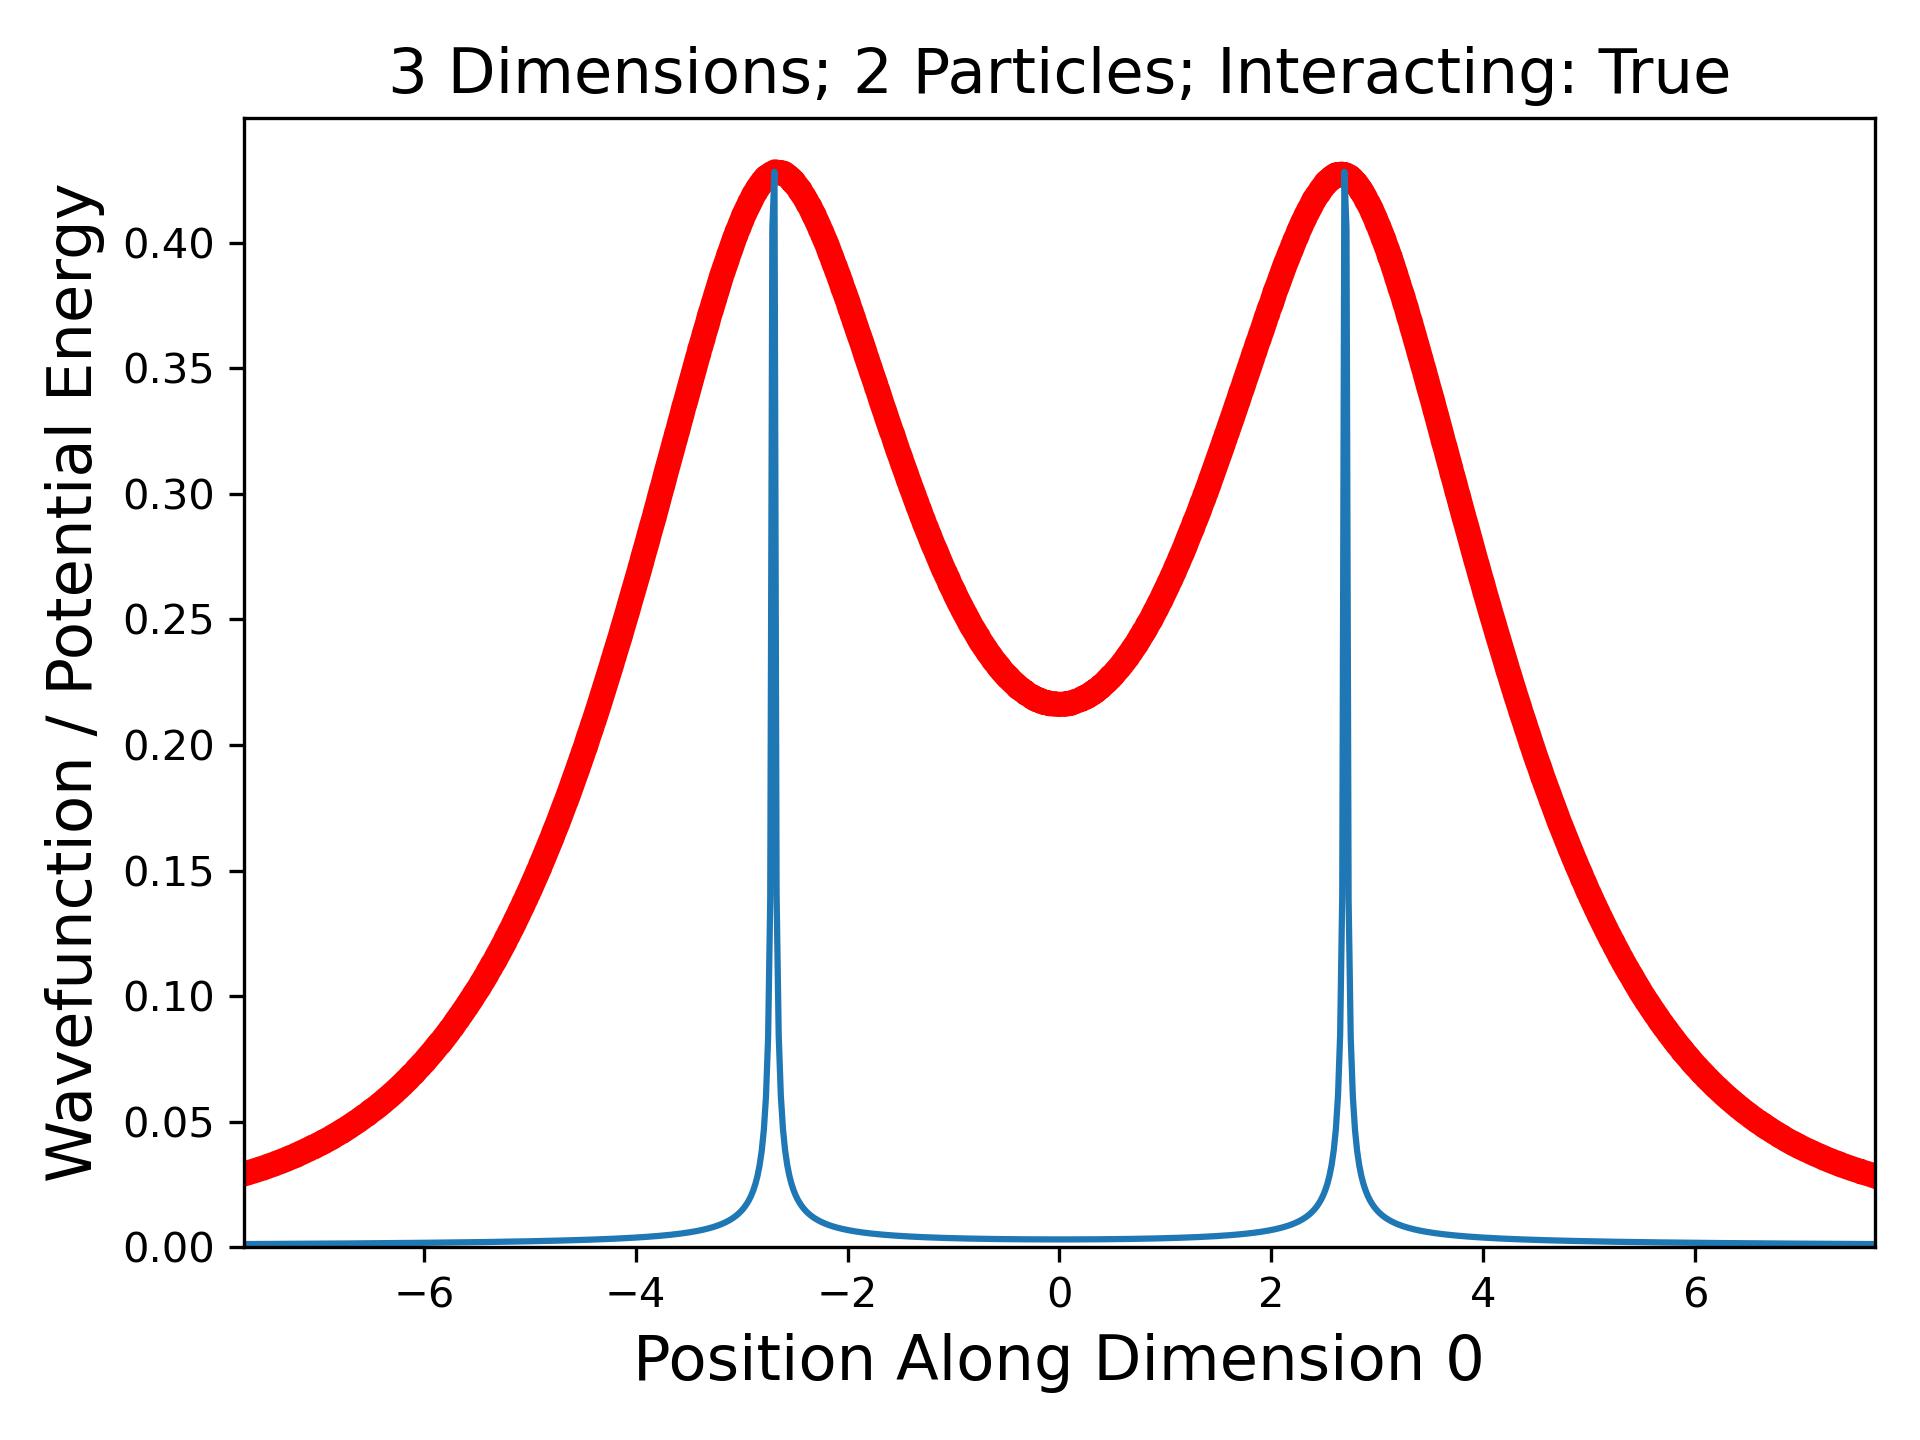 3 Dimensions; 2 Particles; Interacting: True
Wavefunction / Potential Energy
0.40
0.35
0.30
0.25
0.20
0.15
0.10
0.05
0.00
−6 −4 −2 0 2 4 6
Position Along Dimension 0